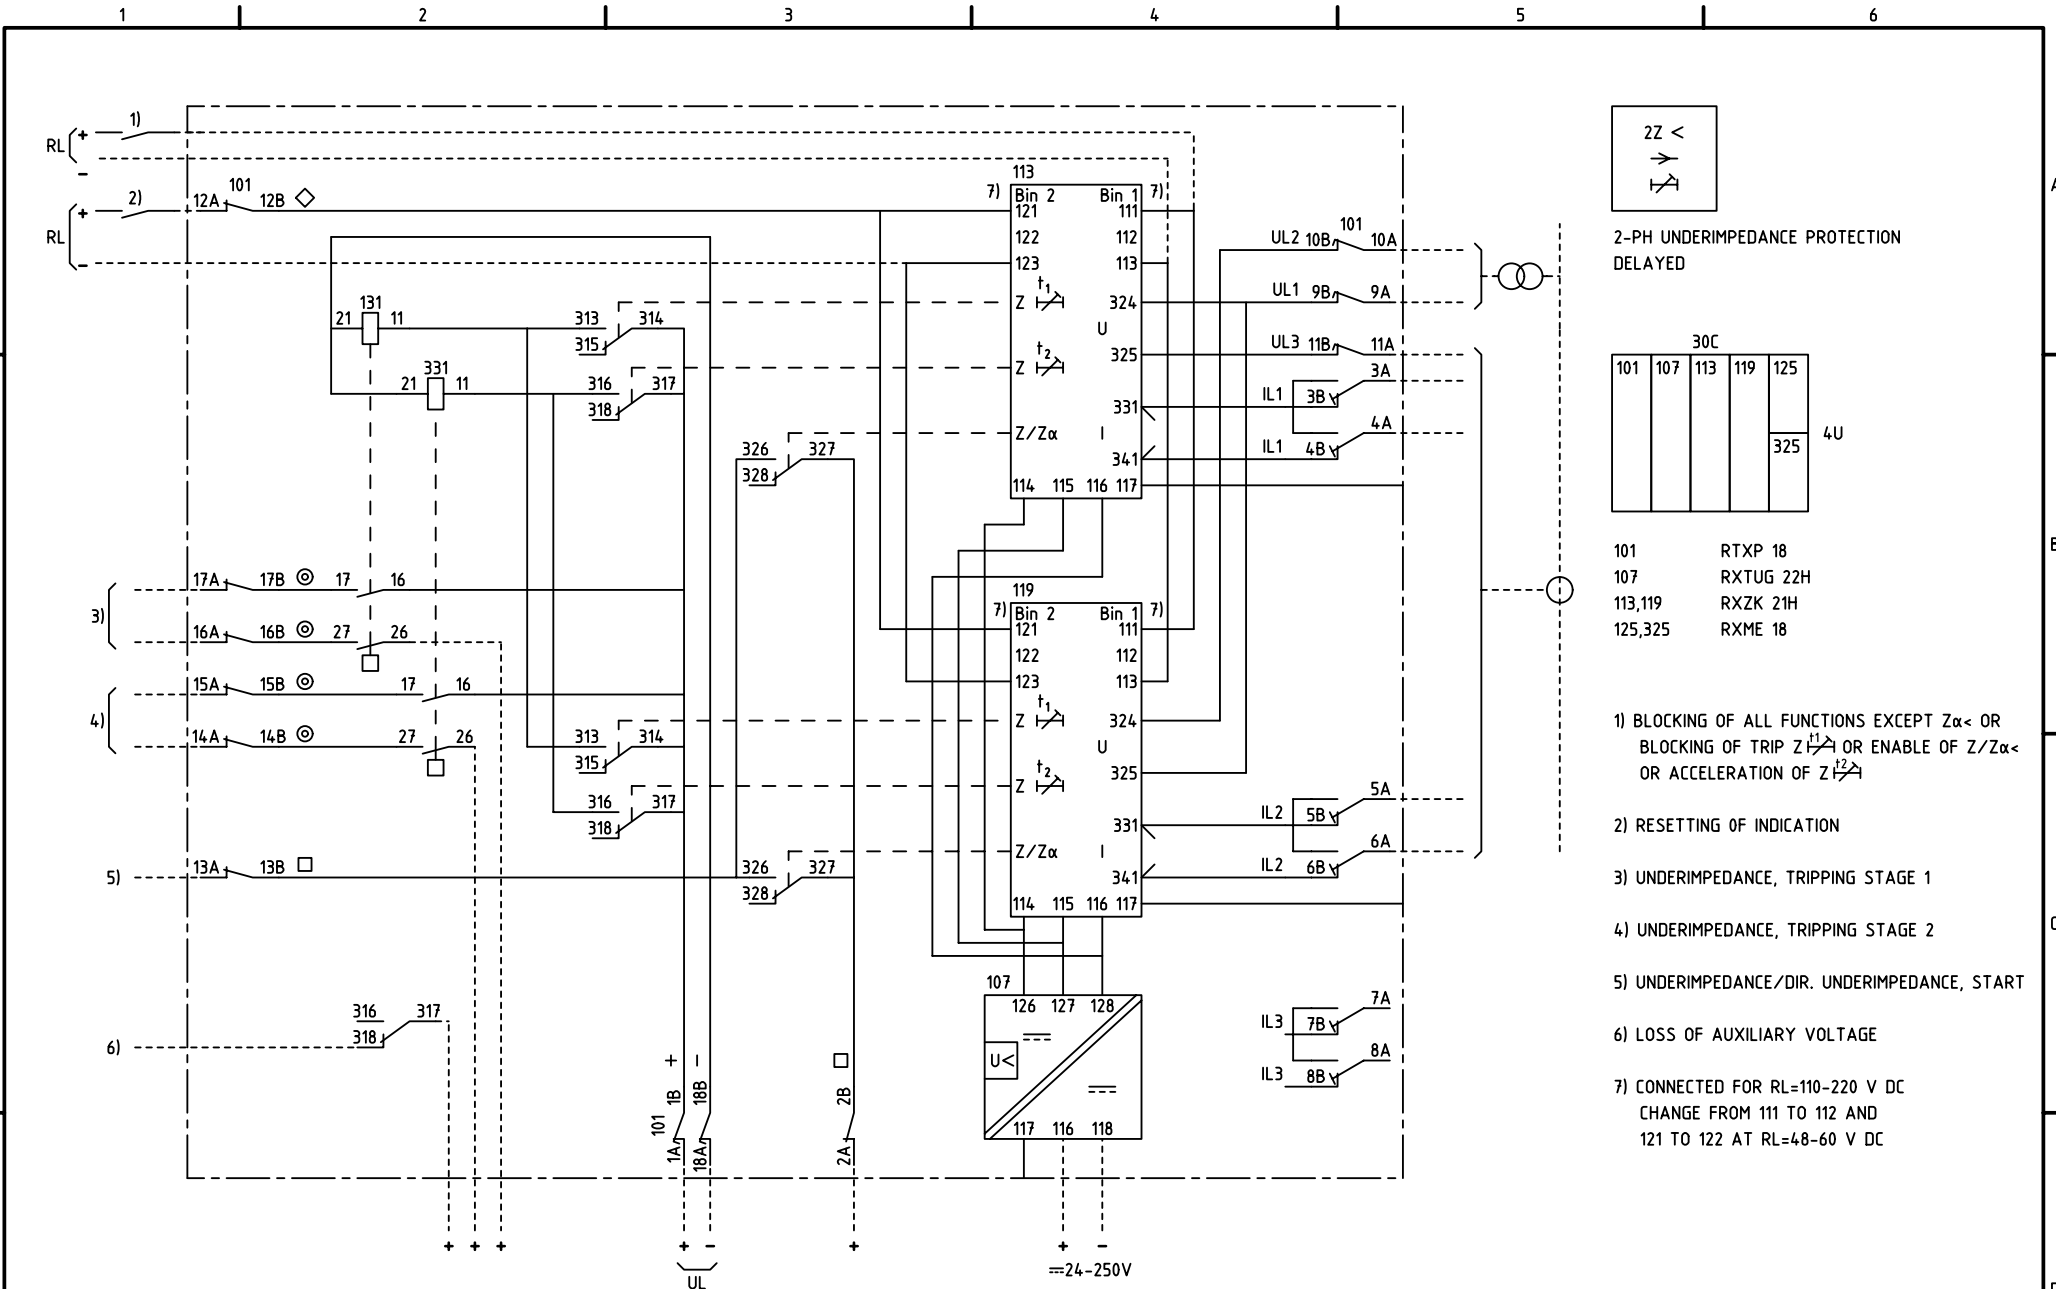 1 2 3 4 5 6
1)
RL + -
2) 12A 101 12B
RL + -
113
7) Bin 2 Bin 1 7)
121 111
122 112
123 113
Z t1 324
U
Z t2 325
331
Z/Zα I
341
114 115 116 117
131
21 11
331
21 11
313 314
315
316 317
318
326 327
328
UL2 10B 101 10A
UL1 9B 9A
UL3 11B 11A
3A
IL1 3B
4A
IL1 4B
3)
17A 17B 17 16
16A 16B 27 26
4)
15A 15B 17 16
14A 14B 27 26
119
7) Bin 2 Bin 1 7)
121 111
122 112
123 113
Z t1 324
U
Z t2 325
331
Z/Zα I
341
114 115 116 117
313 314
315
316 317
318
5) 13A 13B
326 327
328
5A
IL2 5B
6A
IL2 6B
107
126 127 128
U<
117 116 118
7A
IL3 7B
8A
IL3 8B
316 317
6) 318
+ -
101 1B 18B 2B
1A 18A 2A
+ + + + - + + -
UL
24-250V
2Z <
2-PH UNDERIMPEDANCE PROTECTION
DELAYED
30C
101 107 113 119 125
325
4U
101 RTXP 18
107 RXTUG 22H
113,119 RXZK 21H
125,325 RXME 18
1) BLOCKING OF ALL FUNCTIONS EXCEPT Zα< OR
BLOCKING OF TRIP Z t1 OR ENABLE OF Z/Zα<
OR ACCELERATION OF Z t2
2) RESETTING OF INDICATION
3) UNDERIMPEDANCE, TRIPPING STAGE 1
4) UNDERIMPEDANCE, TRIPPING STAGE 2
5) UNDERIMPEDANCE/DIR. UNDERIMPEDANCE, START
6) LOSS OF AUXILIARY VOLTAGE
7) CONNECTED FOR RL=110-220 V DC
CHANGE FROM 111 TO 112 AND
121 TO 122 AT RL=48-60 V DC